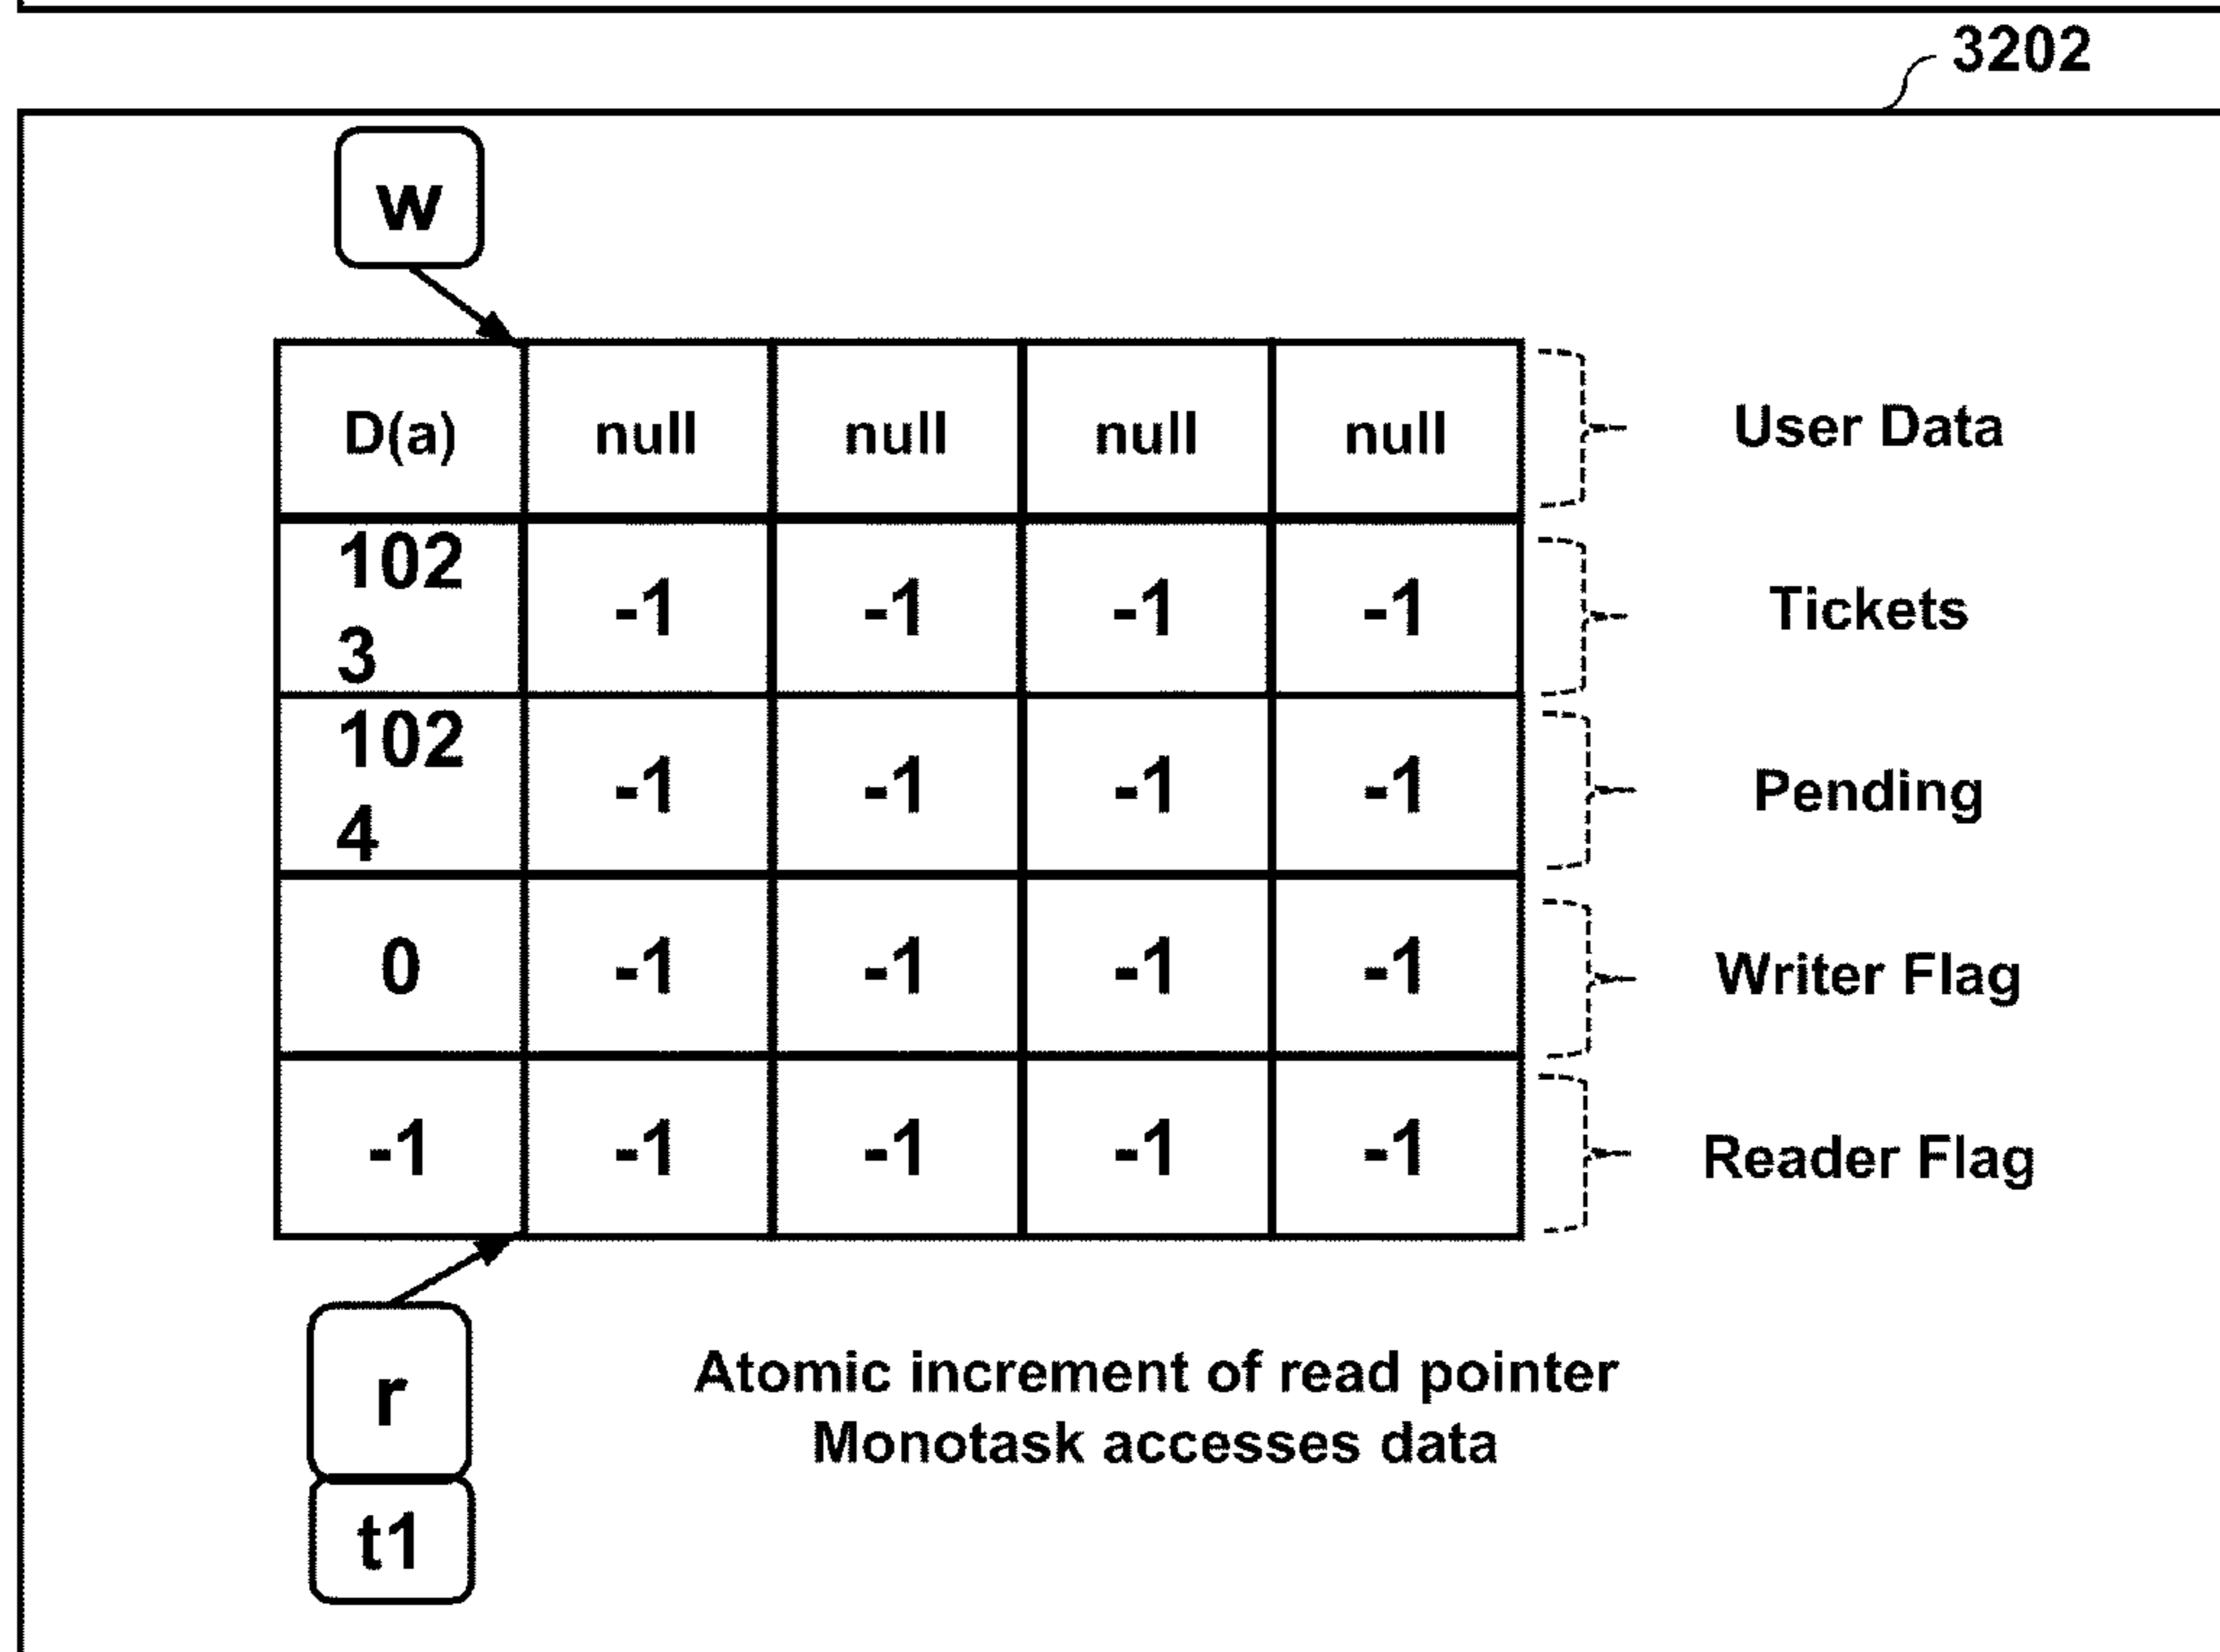 3202
w
D(a) null null null null User Data
102
3 -1 -1 -1 -1 Tickets
102
4 -1 -1 -1 -1 Pending
0 -1 -1 -1 -1 Writer Flag
-1 -1 -1 -1 -1 Reader Flag
r
Atomic increment of read pointer
Monotask accesses data
t1